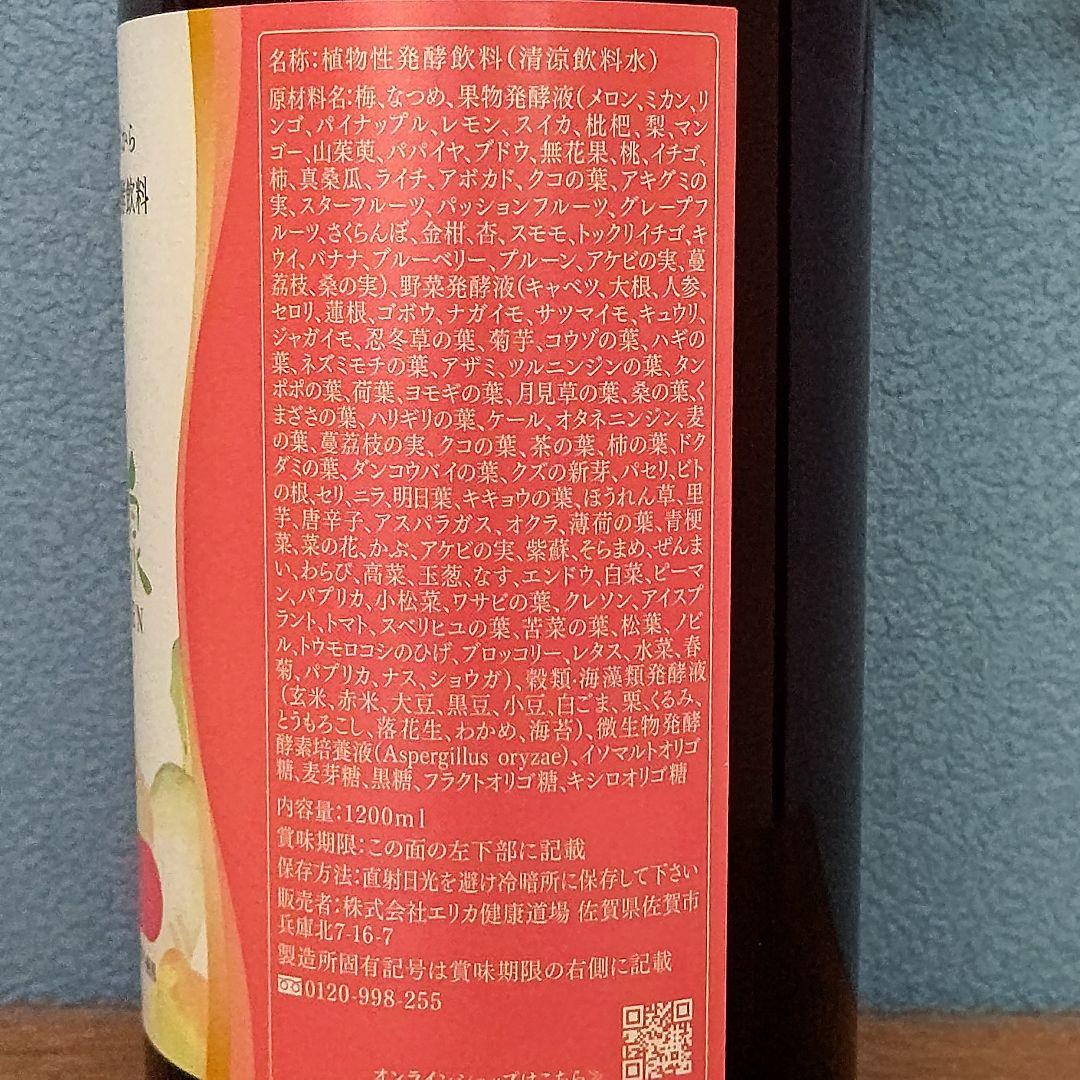 名称:植物性発酵飲料(清涼飲料水)
原材料名:梅、なつめ、果物発酵液(メロン、ミカン、リ
ンゴ、パイナップル、レモン、スイカ、枇杷、梨、マン
ゴー、山茱萸、パパイヤ、ブドウ、無花果、桃、イチゴ、
柿、真桑瓜、ライチ、アボカド、クコの葉、アキグミの
実、スターフルーツ、パッションフルーツ、グレープフ
ルーツ、さくらんぼ、金柑、杏、スモモ、トックリイチゴ、キ
ウイ、バナナ、ブルーベリー、プルーン、アケビの実、蔓
荔枝、桑の実)、野菜発酵液(キャベツ、大根、人参、
セロリ、蓮根、ゴボウ、ナガイモ、サツマイモ、キュウリ、
ジャガイモ、忍冬草の葉、菊芋、コウゾの葉、ハギの
葉、ネズミモチの葉、アザミ、ツルニンジンの葉、タン
ポポの葉、荷葉、ヨモギの葉、月見草の葉、桑の葉、く
まざさの葉、ハリギリの葉、ケール、オタネニンジン、麦
の葉、蔓荔枝の実、クコの葉、茶の葉、柿の葉、ドク
ダミの葉、ダンコウバイの葉、クズの新芽、パセリ、ビト
の根、セリ、ニラ、明日葉、キキョウの葉、ほうれん草、里
芋、唐辛子、アスパラガス、オクラ、薄荷の葉、青梗
菜、菜の花、かぶ、アケビの実、紫蘇、そらまめ、ぜんま
い、わらび、高菜、玉葱、なす、エンドウ、白菜、ピーマ
ン、パプリカ、小松菜、ワサビの葉、クレソン、アイスプ
ラント、トマト、スベリヒユの葉、苦菜の葉、松葉、ノビ
ル、トウモロコシのひげ、ブロッコリー、レタス、水菜、春
菊、パプリカ、ナス、ショウガ)、穀類・海藻類発酵液
(玄米、赤米、大豆、黒豆、小豆、白ごま、栗、くるみ、
とうもろこし、落花生、わかめ、海苔)、微生物発酵
酵素培養液(Aspergillus oryzae)、イソマルトオリゴ
糖、麦芽糖、黒糖、フラクトオリゴ糖、キシロオリゴ糖
内容量:1200ml
賞味期限:この面の左下部に記載
保存方法:直射日光を避け冷暗所に保存して下さい
販売者:株式会社エリカ健康道場 佐賀県佐賀市
兵庫北7-16-7
製造所固有記号は賞味期限の右側に記載
0120-998-255
オンラインショップはこちら
から
飲料